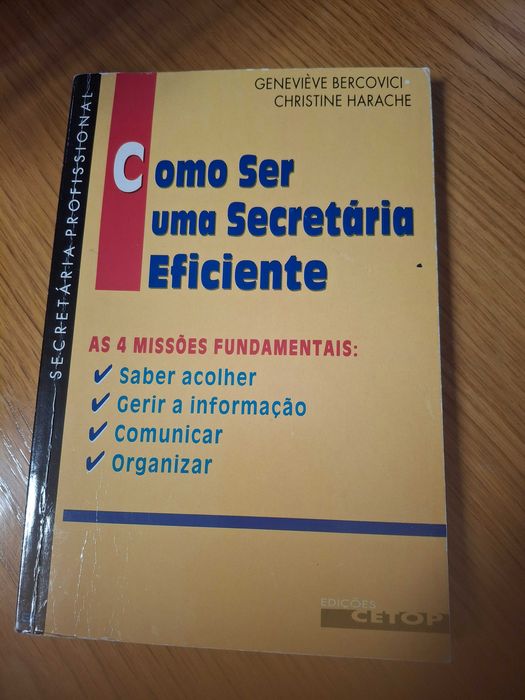 GENEVIÈVE BERCOVICI
CHRISTINE HARACHE
SECRETÁRIA PROFISSIONAL
Como Ser
uma Secretária
Eficiente
AS 4 MISSÕES FUNDAMENTAIS:
✓ Saber acolher
✓ Gerir a informação
✓ Comunicar
✓ Organizar
EDIÇÕES
CETOP